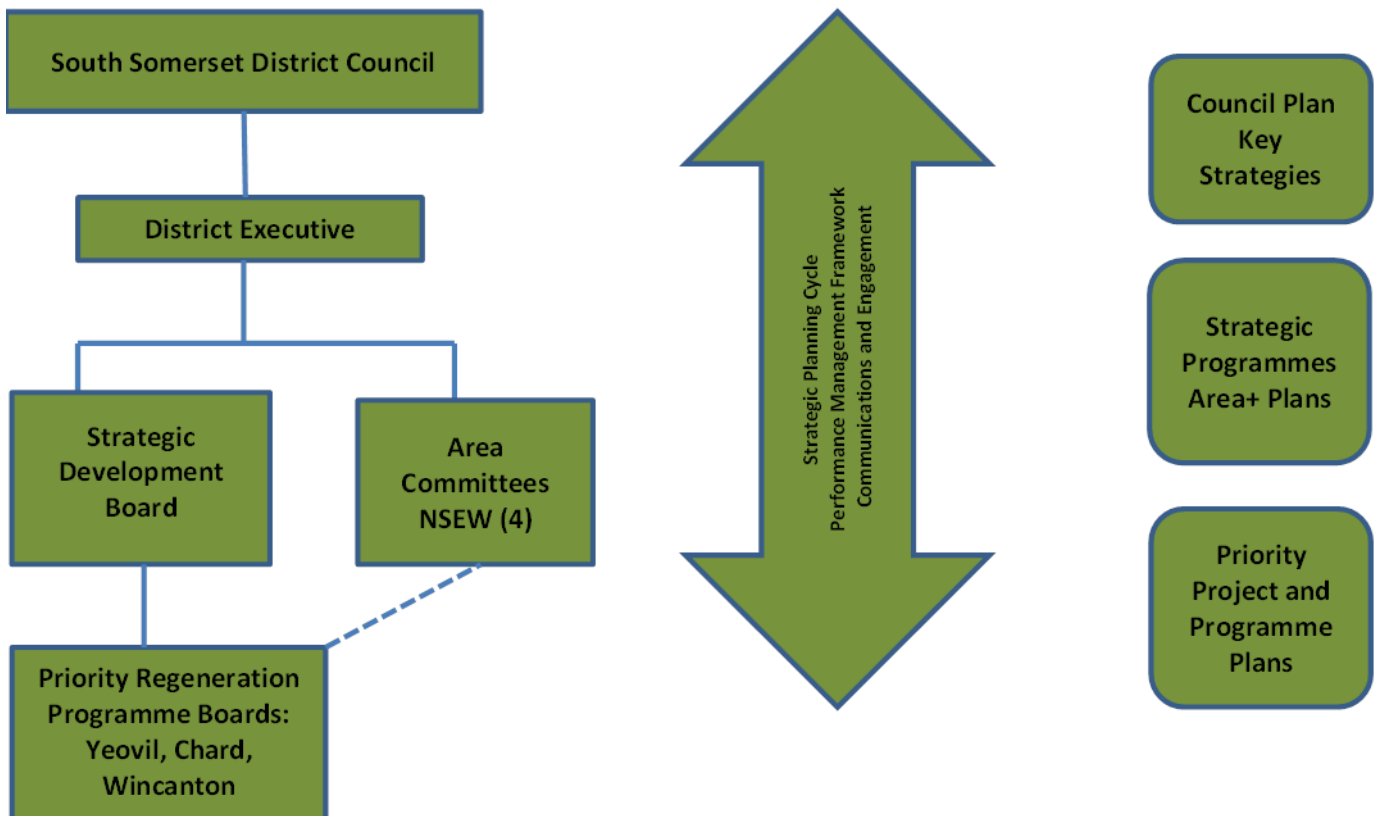 South Somerset District Council
District Executive
Strategic
Development
Board
Area
Committees
NSEW (4)
Priority Regeneration
Programme Boards:
Yeovil, Chard,
Wincanton
Strategic Planning Cycle
Performance Management Framework
Communications and Engagement
Council Plan
Key
Strategies
Strategic
Programmes
Area+ Plans
Priority
Project and
Programme
Plans